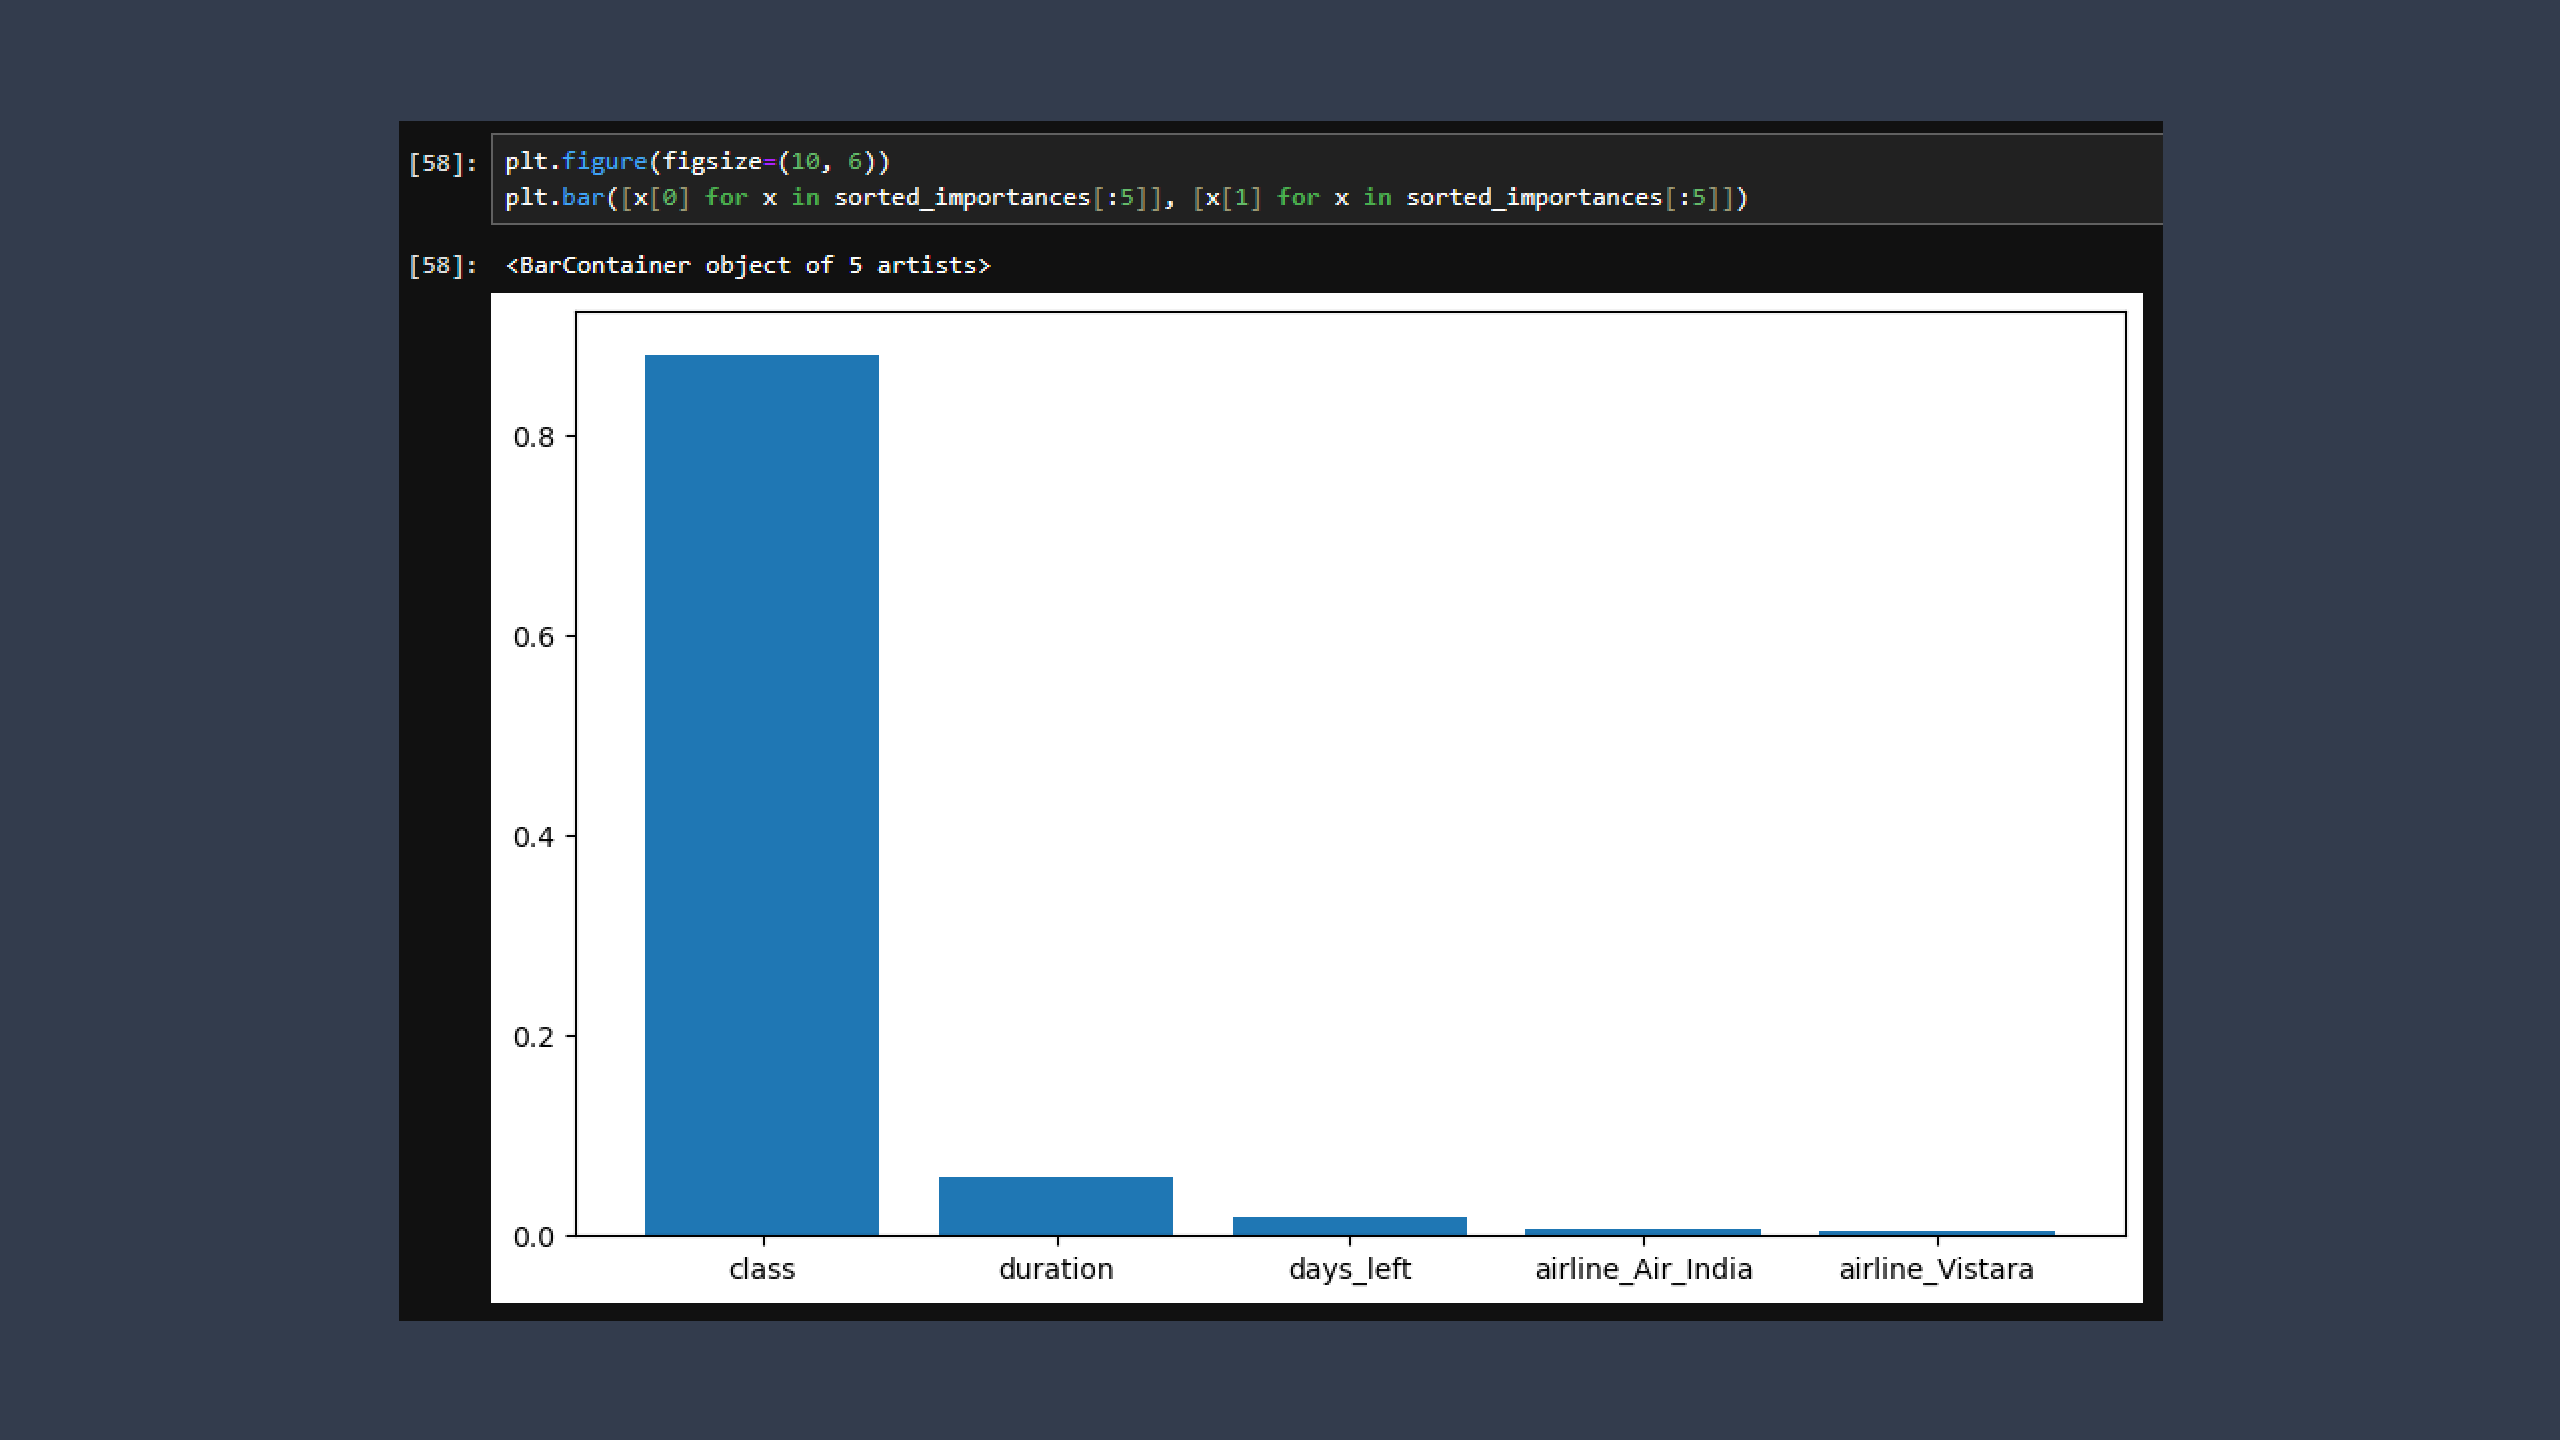 [58]: plt.figure(figsize=(10, 6))
plt.bar([x[0] for x in sorted_importances[:5]], [x[1] for x in sorted_importances[:5]])
[58]: <BarContainer object of 5 artists>
0.8
0.6
0.4
0.2
0.0
class duration days_left airline_Air_India airline_Vistara